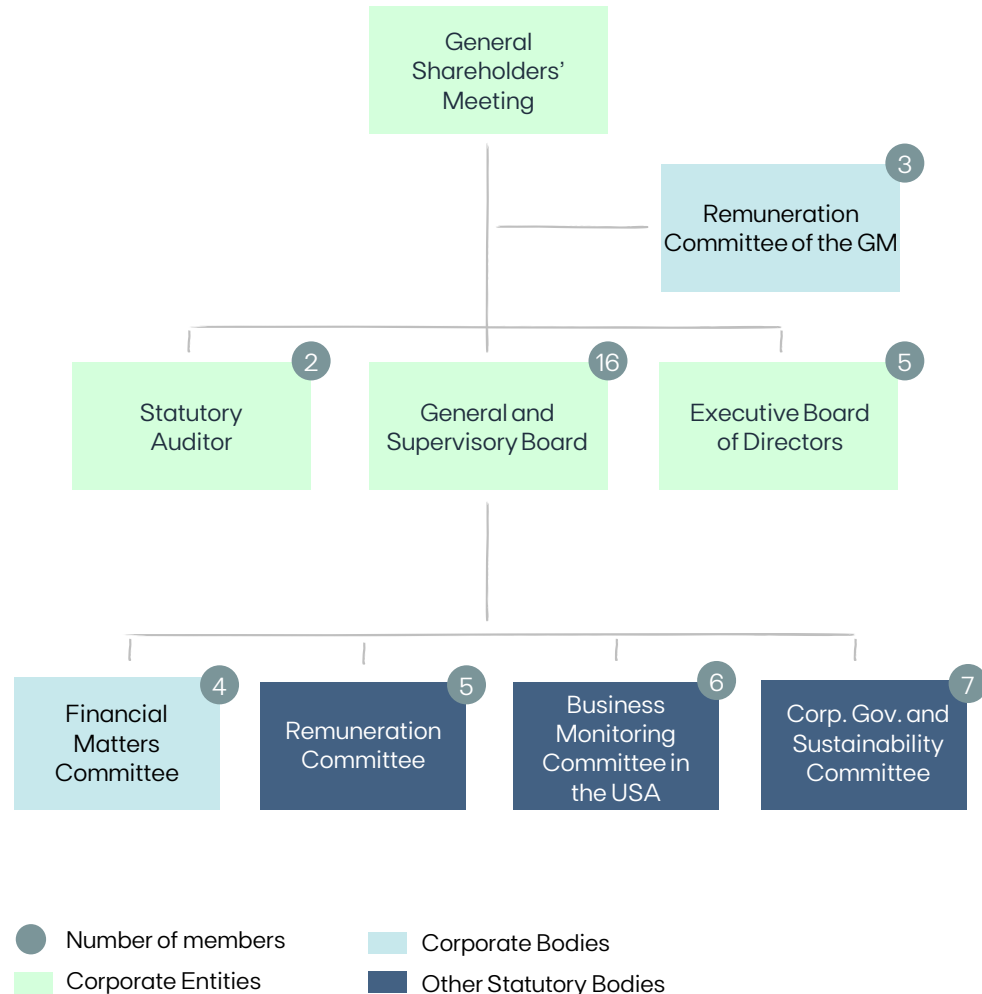 General
Shareholders’
Meeting
3
Remuneration
Committee of the GM
2
Statutory
Auditor
16
General and
Supervisory Board
5
Executive Board
of Directors
4
Financial
Matters
Committee
5
Remuneration
Committee
6
Business
Monitoring
Committee in
the USA
7
Corp. Gov. and
Sustainability
Committee
Number of members
Corporate Bodies
Corporate Entities
Other Statutory Bodies